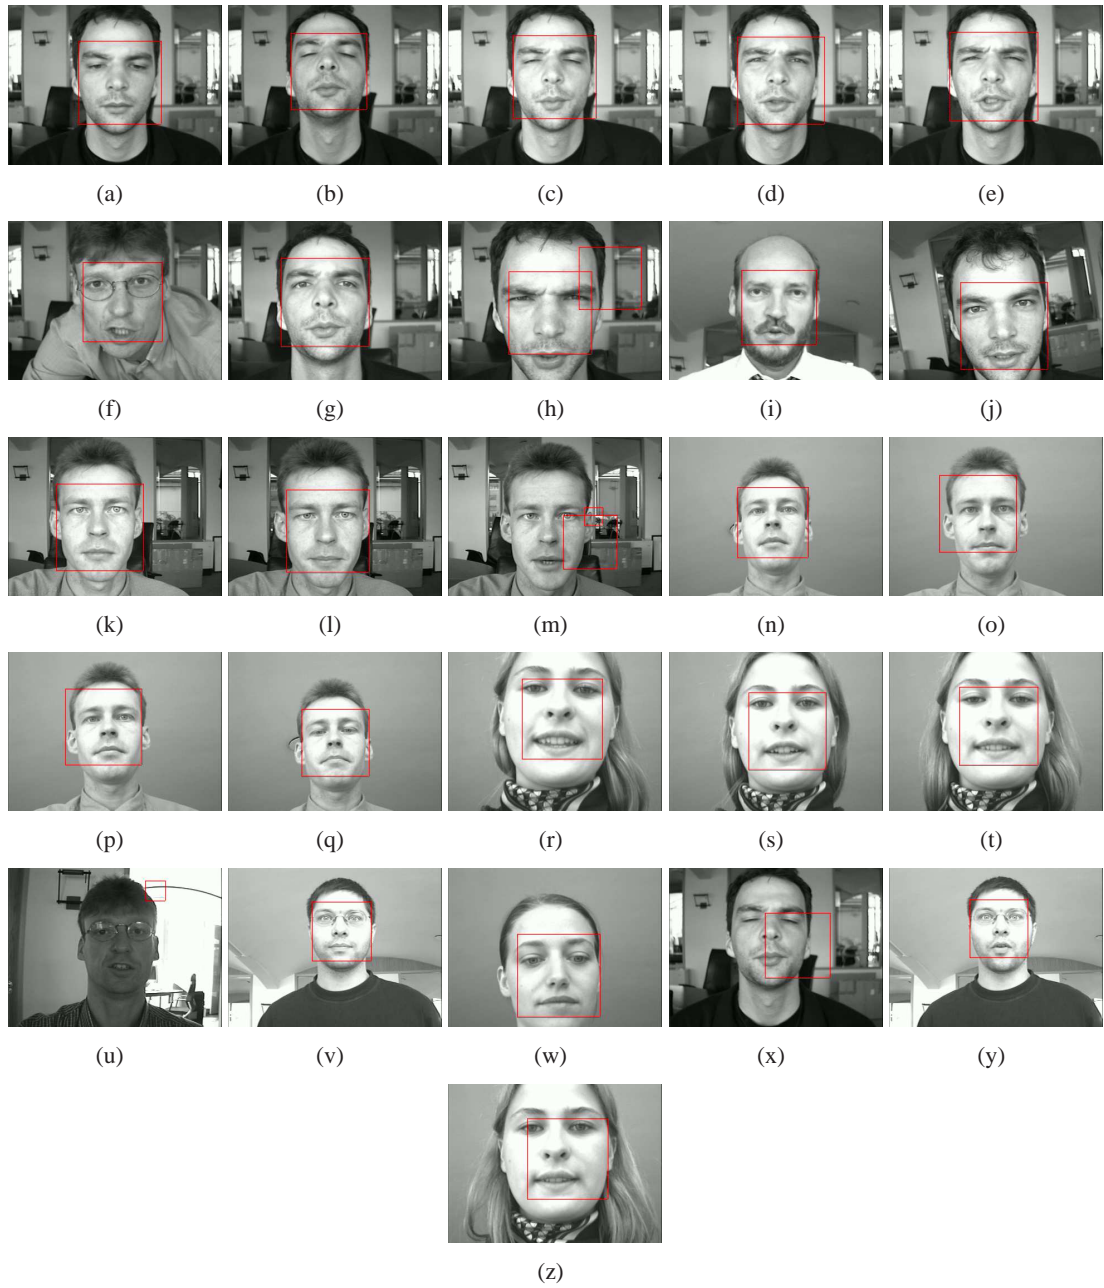 (a) (b) (c) (d) (e)
(f) (g) (h) (i) (j)
(k) (l) (m) (n) (o)
(p) (q) (r) (s) (t)
(u) (v) (w) (x) (y)
(z)